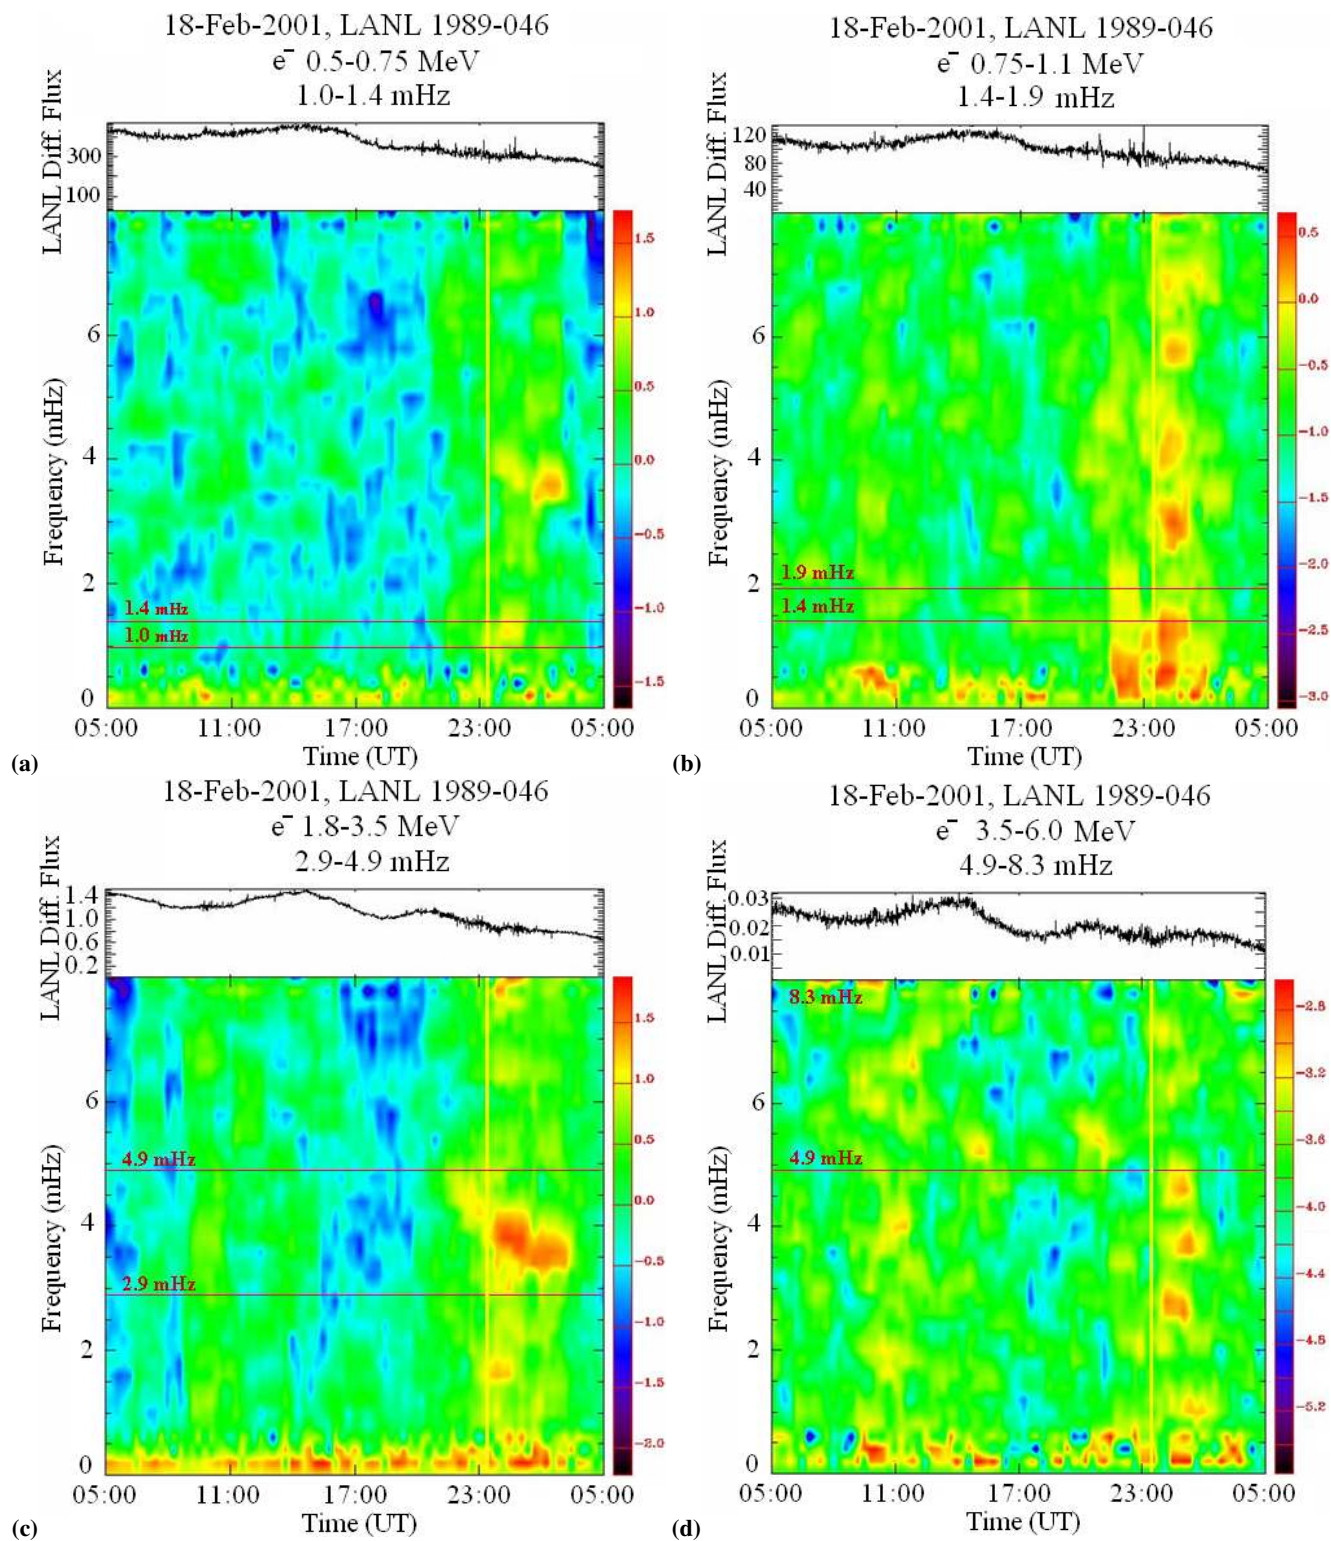 18-Feb-2001, LANL 1989-046
e⁻ 0.5-0.75 MeV
1.0-1.4 mHz
LANL Diff. Flux
300
100
1.5
1.0
0.5
0.0
−0.5
−1.0
−1.5
Frequency (mHz)
6
4
2
0
1.4 mHz
1.0 mHz
05:00 11:00 17:00 23:00 05:00
Time (UT)
(a)
18-Feb-2001, LANL 1989-046
e⁻ 0.75-1.1 MeV
1.4-1.9 mHz
LANL Diff. Flux
120
80
40
0.5
0.0
−0.5
−1.0
−1.5
−2.0
−2.5
−3.0
Frequency (mHz)
6
4
2
0
1.9 mHz
1.4 mHz
05:00 11:00 17:00 23:00 05:00
Time (UT)
(b)
18-Feb-2001, LANL 1989-046
e⁻ 1.8-3.5 MeV
2.9-4.9 mHz
LANL Diff. Flux
1.4
1.0
0.6
0.2
1.5
1.0
0.5
0.0
−0.5
−1.0
−1.5
−2.0
Frequency (mHz)
6
4
2
0
4.9 mHz
2.9 mHz
05:00 11:00 17:00 23:00 05:00
Time (UT)
(c)
18-Feb-2001, LANL 1989-046
e⁻ 3.5-6.0 MeV
4.9-8.3 mHz
LANL Diff. Flux
0.03
0.02
0.01
8.3 mHz
−3.2
−3.6
−4.0
−4.4
−5.2
Frequency (mHz)
6
4
2
0
4.9 mHz
05:00 11:00 17:00 23:00 05:00
Time (UT)
(d)